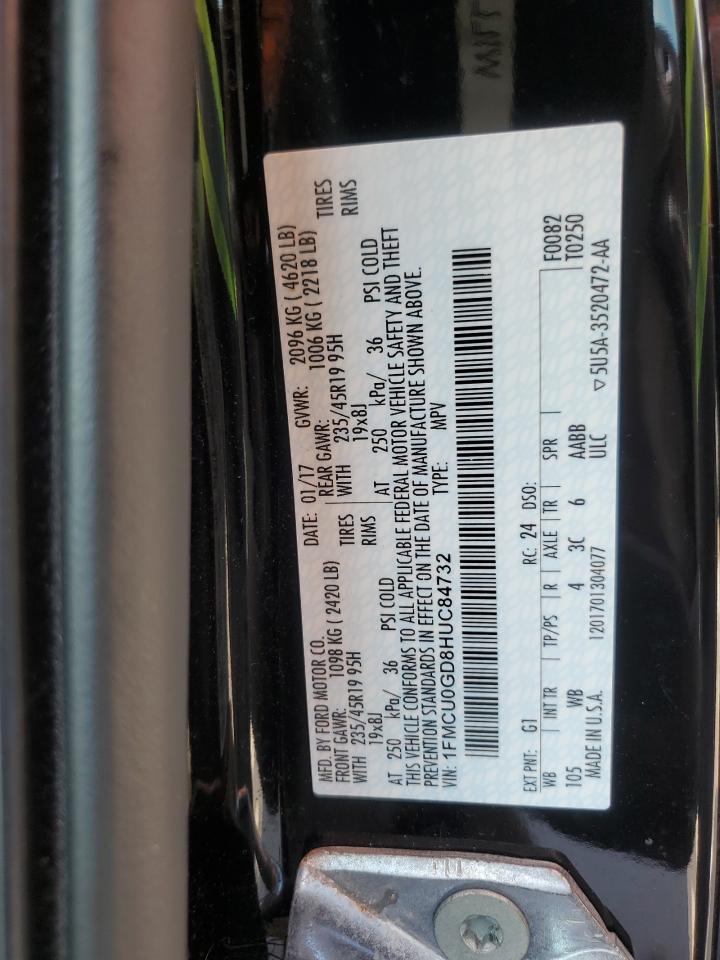 MFD. BY FORD MOTOR CO.
DATE: 01/17 GVWR: 2096 KG ( 4620 LB)
FRONT GAWR: 1098 KG ( 2420 LB)
REAR GAWR: 1006 KG ( 2218 LB)
WITH 235/45R19 95H TIRES
WITH 235/45R19 95H TIRES
19x8J RIMS
19x8J RIMS
AT 250 kPa/ 36 PSI COLD
AT 250 kPa/ 36 PSI COLD
THIS VEHICLE CONFORMS TO ALL APPLICABLE FEDERAL MOTOR VEHICLE SAFETY AND THEFT
PREVENTION STANDARDS IN EFFECT ON THE DATE OF MANUFACTURE SHOWN ABOVE.
VIN: 1FMCU0GD8HUC84732 TYPE: MPV
EXT PNT: G1 RC: 24 DSO: F0082
WB INT TR TP/PS R AXLE TR SPR T0250
105 WB 4 3C 6 AABB
MADE IN U.S.A. 1201701304077 ULC ▽5U5A-3520472-AA